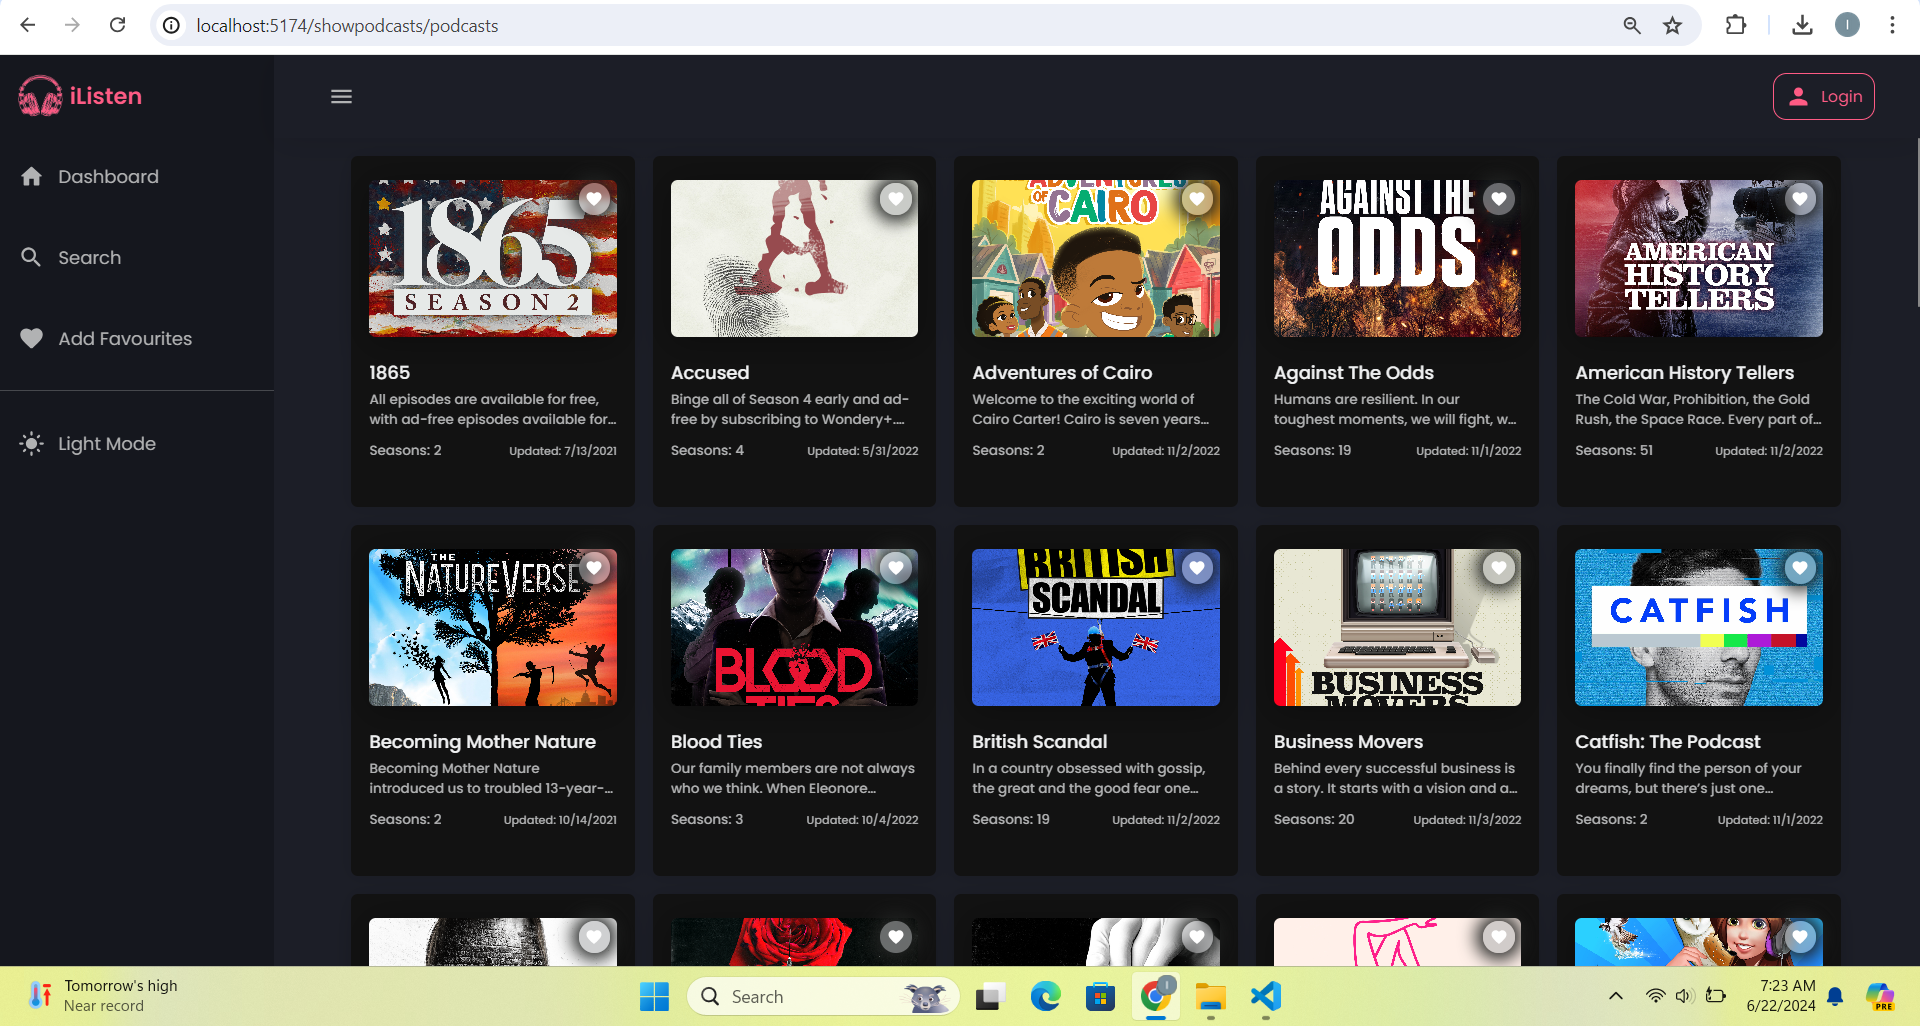 localhost:5174/showpodcasts/podcasts
I
iListen
Login
Dashboard
Search
Add Favourites
Light Mode
1865
SEASON 2
A
ADVENTURES
OF CAIRO
AGAINST THE
ODDS
AMERICAN
HISTORY
TELLERS
1865
All episodes are available for free,
with ad-free episodes available for...
Seasons: 2
Updated: 7/13/2021
Accused
Binge all of Season 4 early and ad-
free by subscribing to Wondery+....
Seasons: 4
Updated: 5/31/2022
Adventures of Cairo
Welcome to the exciting world of
Cairo Carter! Cairo is seven years...
Seasons: 2
Updated: 11/2/2022
Against The Odds
Humans are resilient. In our
toughest moments, we will fight, w...
Seasons: 19
Updated: 11/1/2022
American History Tellers
The Cold War, Prohibition, the Gold
Rush, the Space Race. Every part of...
Seasons: 51
Updated: 11/2/2022
THE
NATUREVERSE
BLOOD
TIES
BRITISH
SCANDAL
BUSINESS
MOVERS
CATFISH
Becoming Mother Nature
Becoming Mother Nature
introduced us to troubled 13-year-...
Seasons: 2
Updated: 10/14/2021
Blood Ties
Our family members are not always
who we think. When Eleonore...
Seasons: 3
Updated: 10/4/2022
British Scandal
In a country obsessed with gossip,
the great and the good fear one...
Seasons: 19
Updated: 11/2/2022
Business Movers
Behind every successful business is
a story. It starts with a vision and a...
Seasons: 20
Updated: 11/3/2022
Catfish: The Podcast
You finally find the person of your
dreams, but there's just one...
Seasons: 2
Updated: 11/1/2022
Tomorrow's high
Near record
Search
I
7:23 AM
6/22/2024
PRE